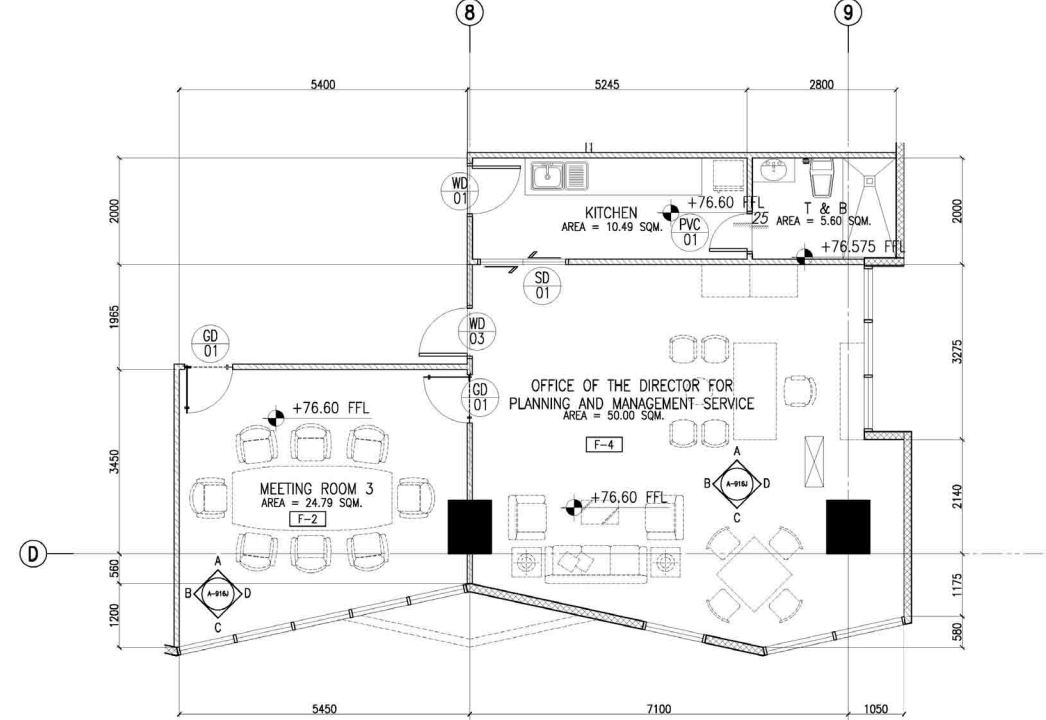 8
9
5400
5245
2800
2000
1965
3450
560
1200
WD
01
KITCHEN
AREA = 10.49 SQM.
+76.60 FFL
PVC
01
25
T & B
AREA = 5.60 SQM.
+76.575 FFL
2000
SD
01
WD
03
GD
01
GD
01
3275
OFFICE OF THE DIRECTOR FOR
PLANNING AND MANAGEMENT SERVICE
AREA = 50.00 SQM.
F-4
+76.60 FFL
MEETING ROOM 3
AREA = 24.79 SQM.
F-2
A
B
A-916J
D
C
+76.60 FFL
2140
D
A
B
A-916J
D
C
1175
580
5450
7100
1050